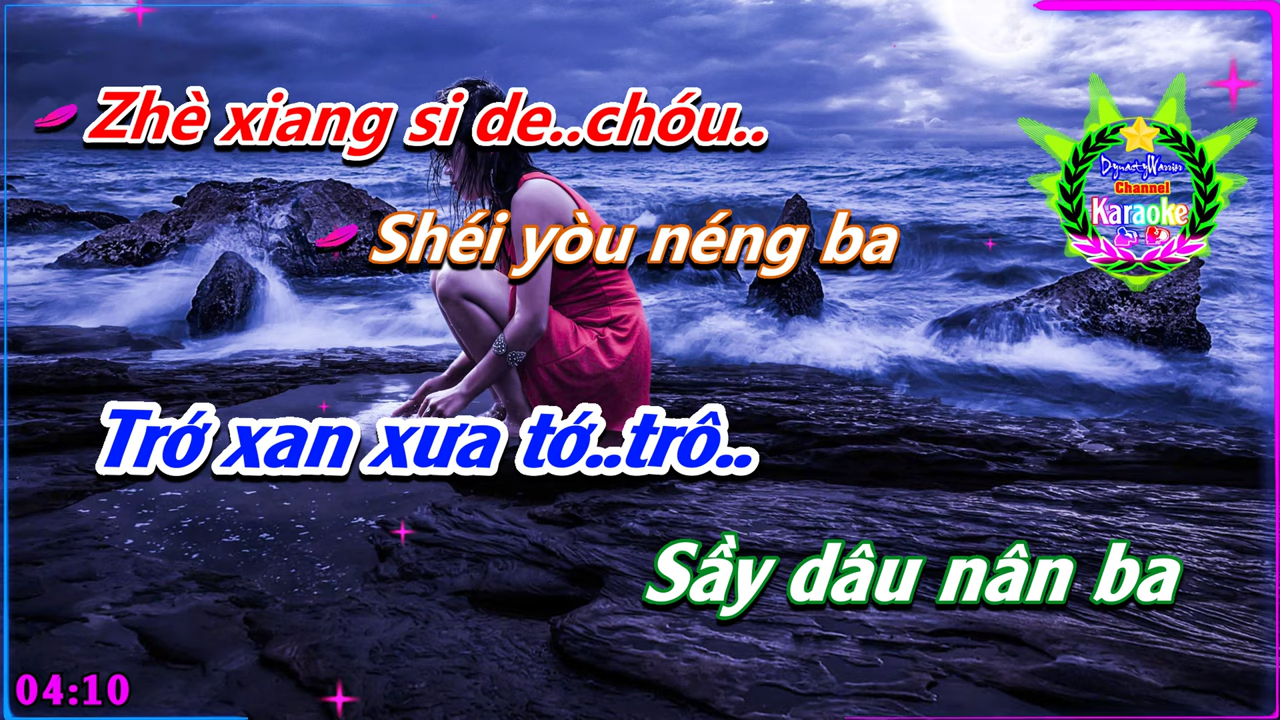 Zhè xiang si de..chóu..
Shéi yòu néng ba
DynastyWarrior
Channel
Karaoke
Trớ xan xưa tớ..trô..
Sầy dâu nân ba
04:10